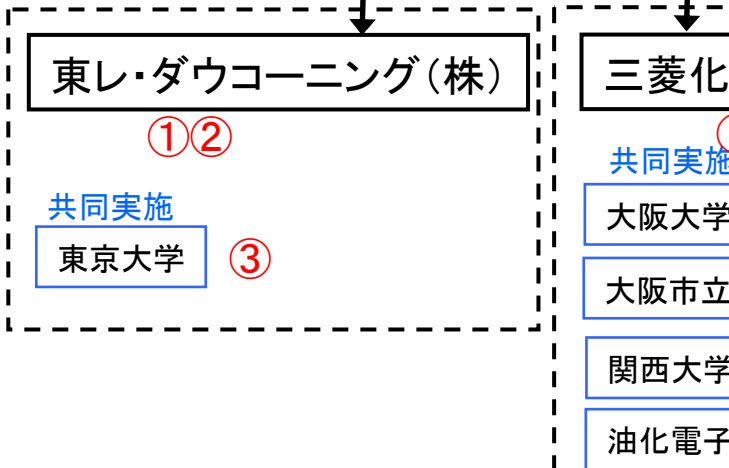 東レ・ダウコーニング(株)
①②
共同実施
東京大学 ③
三菱化
共同実施
大阪大学
大阪市立
関西大学
油化電子